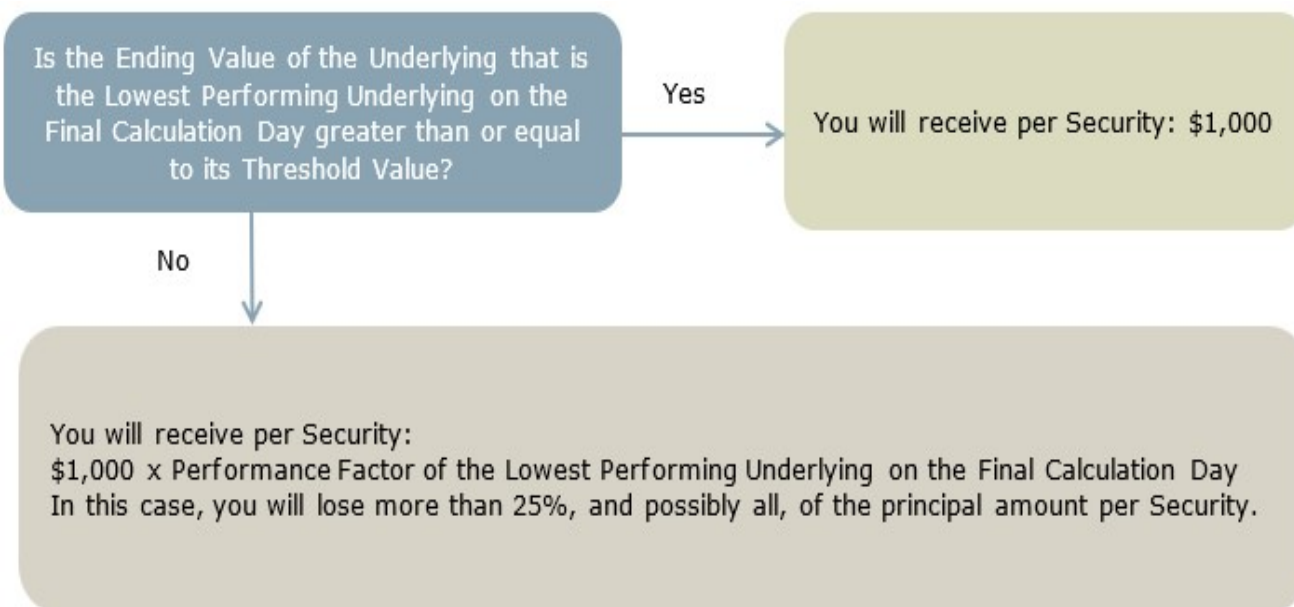 Is the Ending Value of the Underlying that is
the Lowest Performing Underlying on the
Final Calculation Day greater than or equal
to its Threshold Value?
Yes
You will receive per Security: $1,000
No
You will receive per Security:
$1,000 x Performance Factor of the Lowest Performing Underlying on the Final Calculation Day
In this case, you will lose more than 25%, and possibly all, of the principal amount per Security.